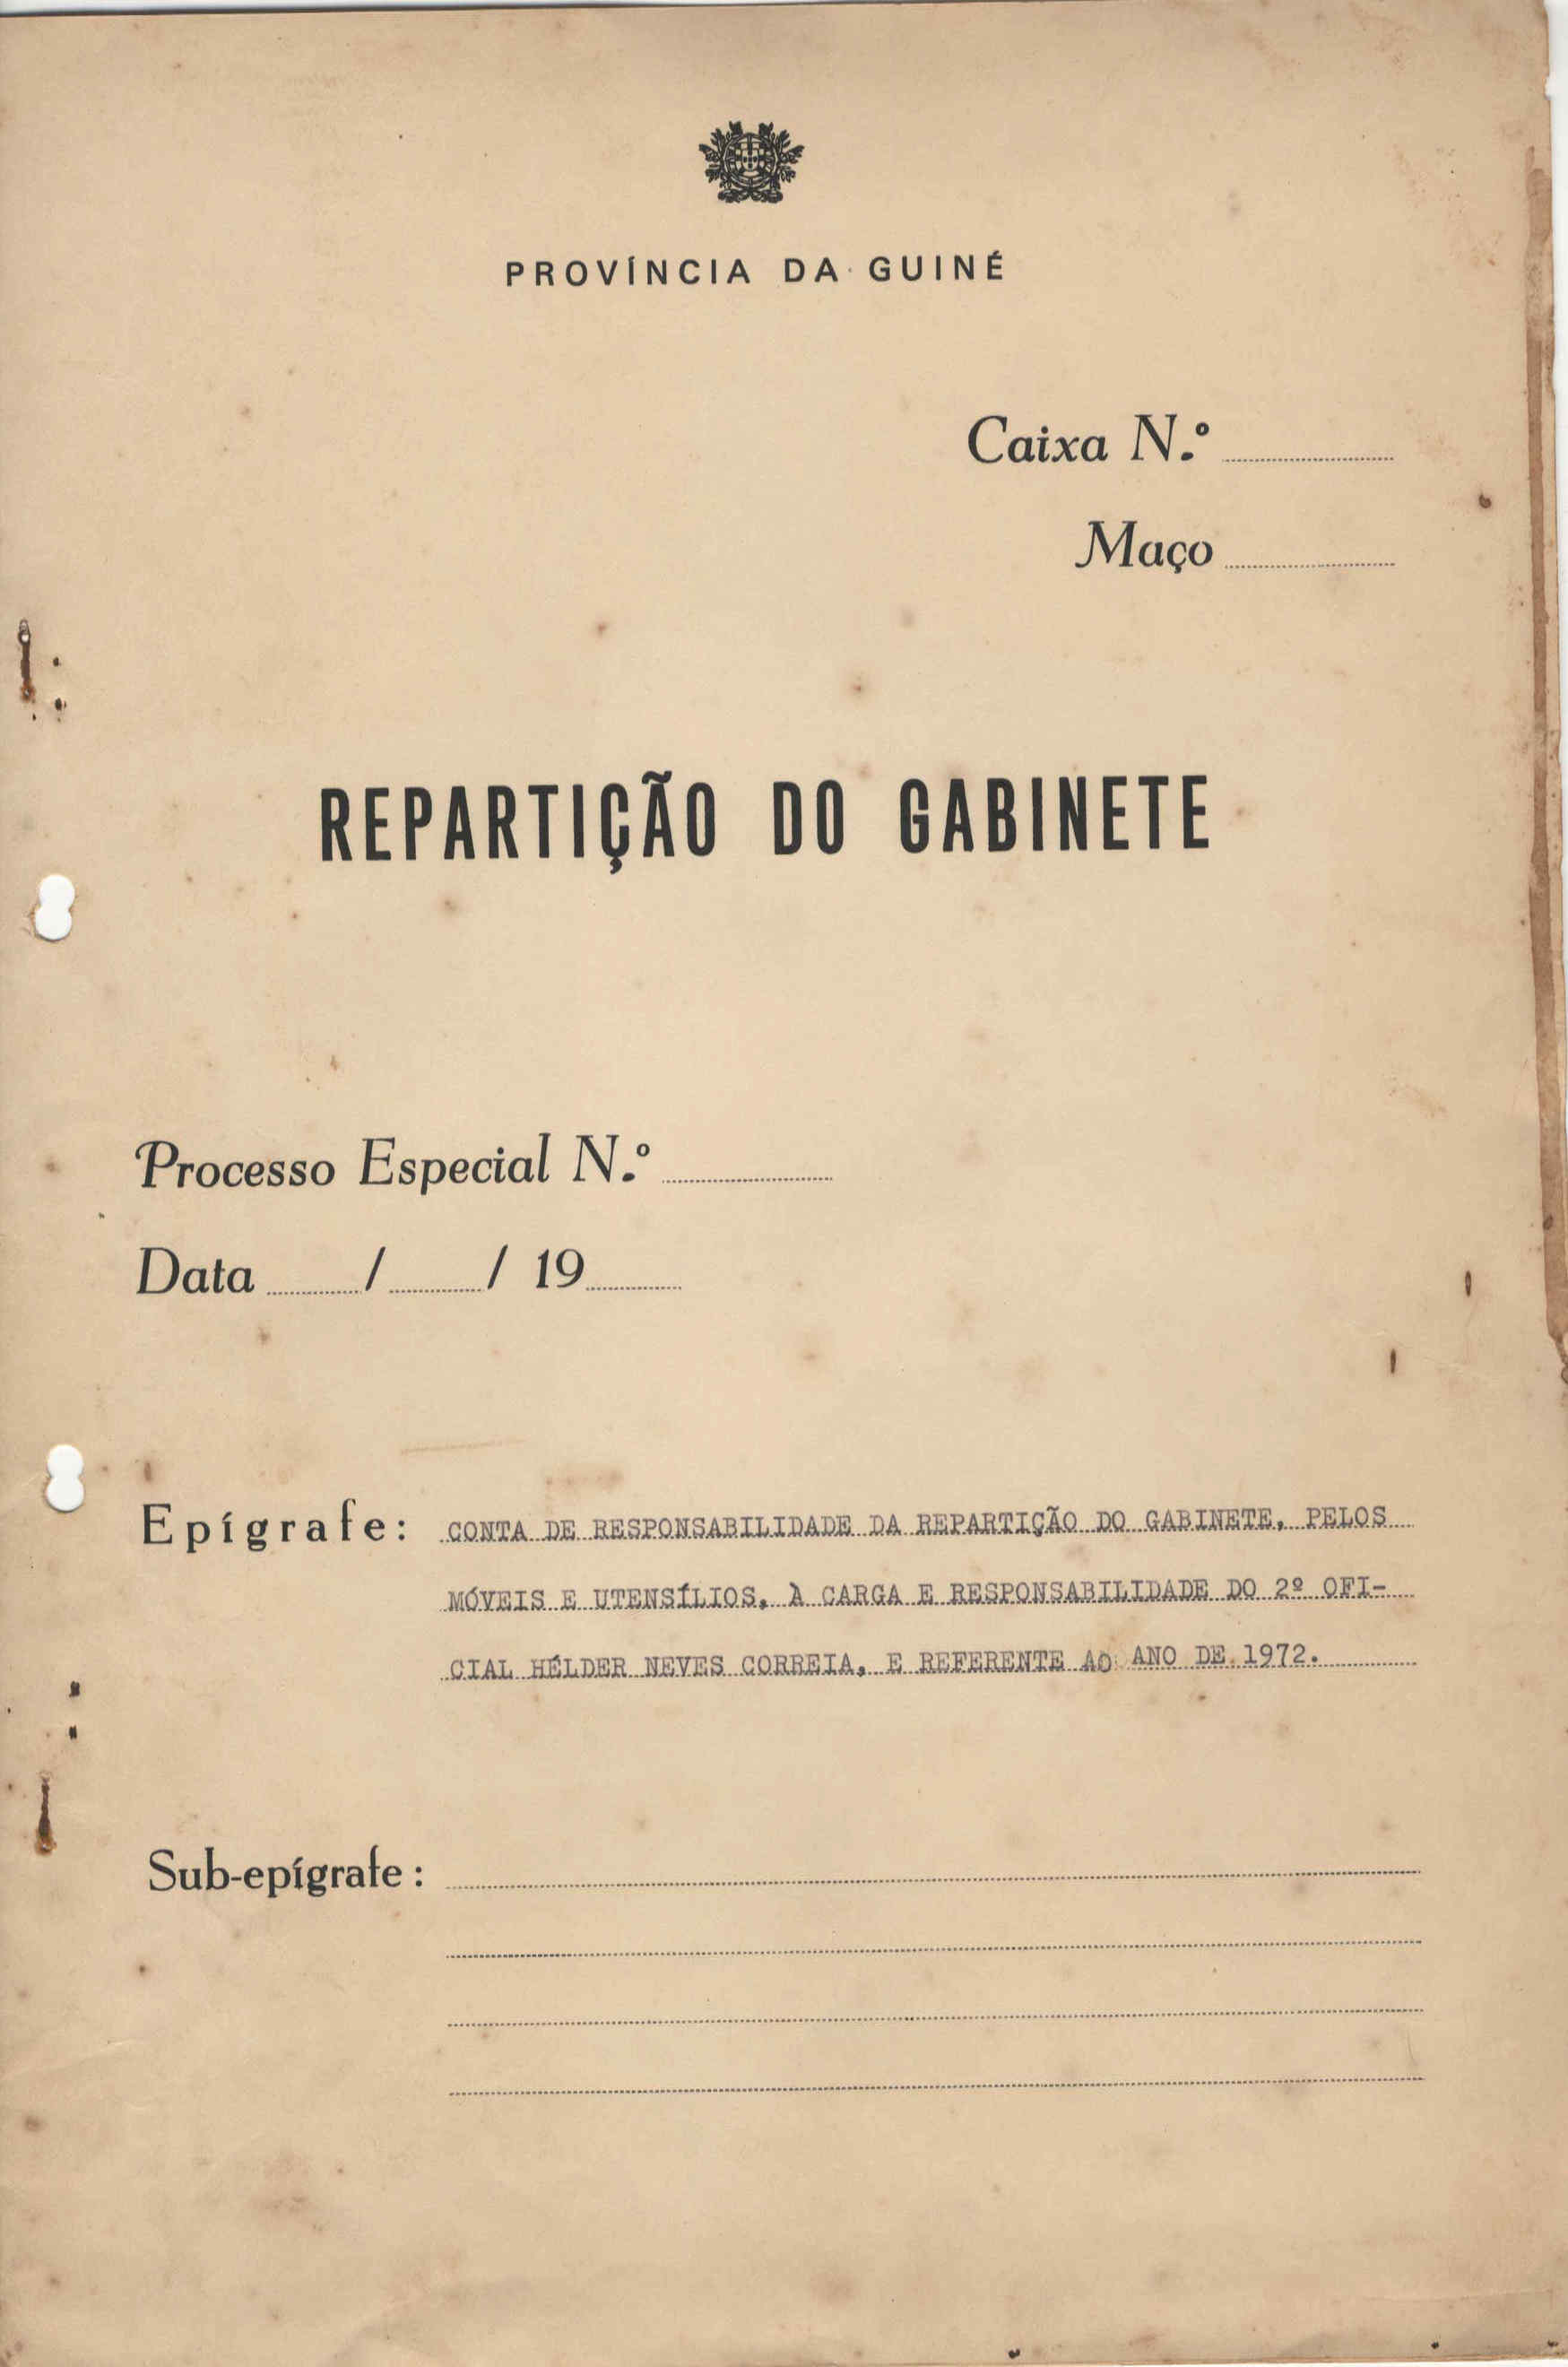 PROVÍNCIA DA GUINÉ
Caixa N.º
Maço
REPARTIÇÃO DO GABINETE
Processo Especial N.º
Data / / 19
Epígrafe: CONTA DE RESPONSABILIDADE DA REPARTIÇÃO DO GABINETE, PELOS
MÓVEIS E UTENSÍLIOS, À CARGA E RESPONSABILIDADE DO 2º OFI-
CIAL HÉLDER NEVES CORREIA, E REFERENTE AO ANO DE 1972.
Sub-epígrafe: